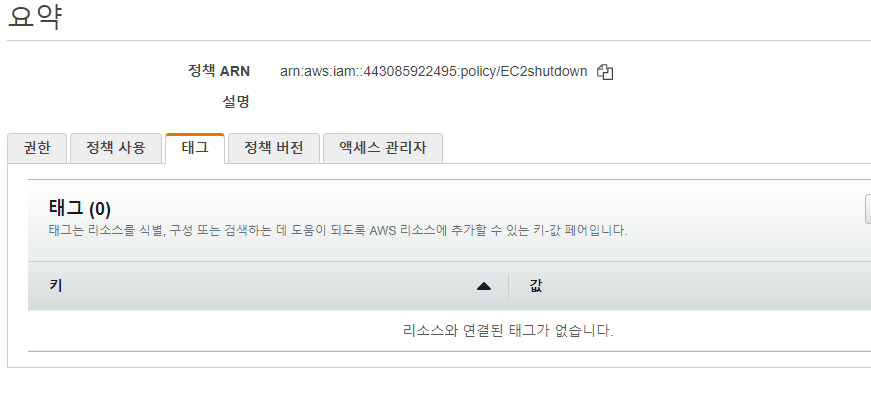 요약
정책 ARN arn:aws:iam::443085922495:policy/EC2shutdown
설명
권한 정책 사용 태그 정책 버전 액세스 관리자
태그 (0)
태그는 리소스를 식별, 구성 또는 검색하는 데 도움이 되도록 AWS 리소스에 추가할 수 있는 키-값 페어입니다.
키 값
리소스와 연결된 태그가 없습니다.